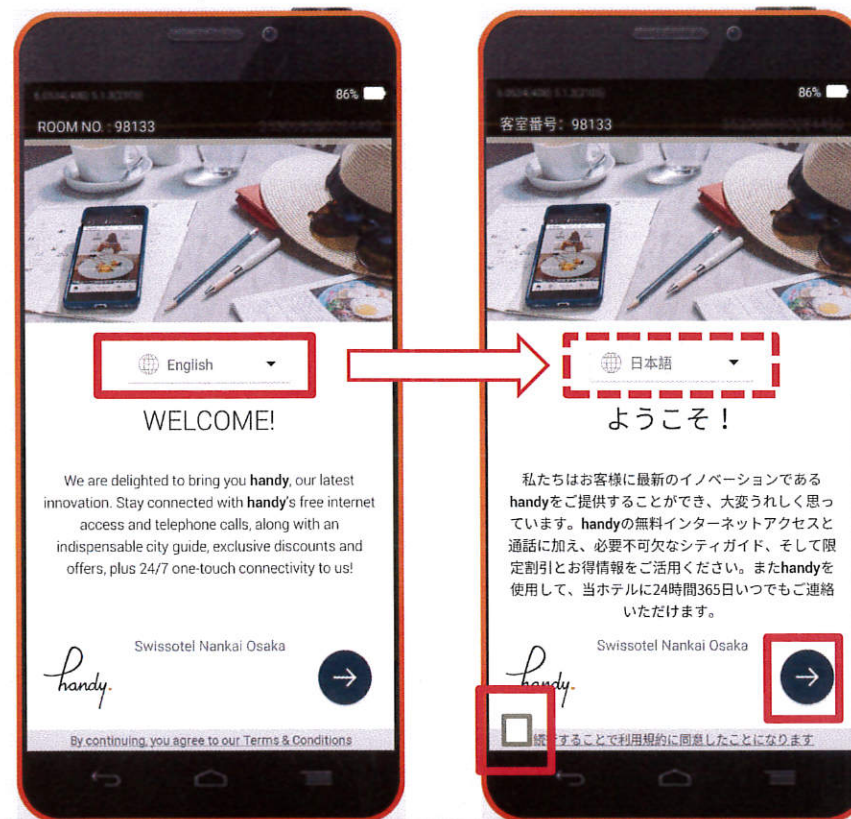 86%
ROOM NO. : 98133
English
WELCOME!
We are delighted to bring you handy, our latest
innovation. Stay connected with handy's free internet
access and telephone calls, along with an
indispensable city guide, exclusive discounts and
offers, plus 24/7 one-touch connectivity to us!
Swissotel Nankai Osaka
handy.
By continuing, you agree to our Terms & Conditions
86%
客室番号: 98133
日本語
ようこそ！
私たちはお客様に最新のイノベーションである
handyをご提供することができ、大変うれしく思っ
ています。handyの無料インターネットアクセスと
通話に加え、必要不可欠なシティガイド、そして限
定割引とお得情報をご活用ください。またhandyを
使用して、当ホテルに24時間365日いつでもご連絡
いただけます。
Swissotel Nankai Osaka
handy.
続行することで利用規約に同意したことになります